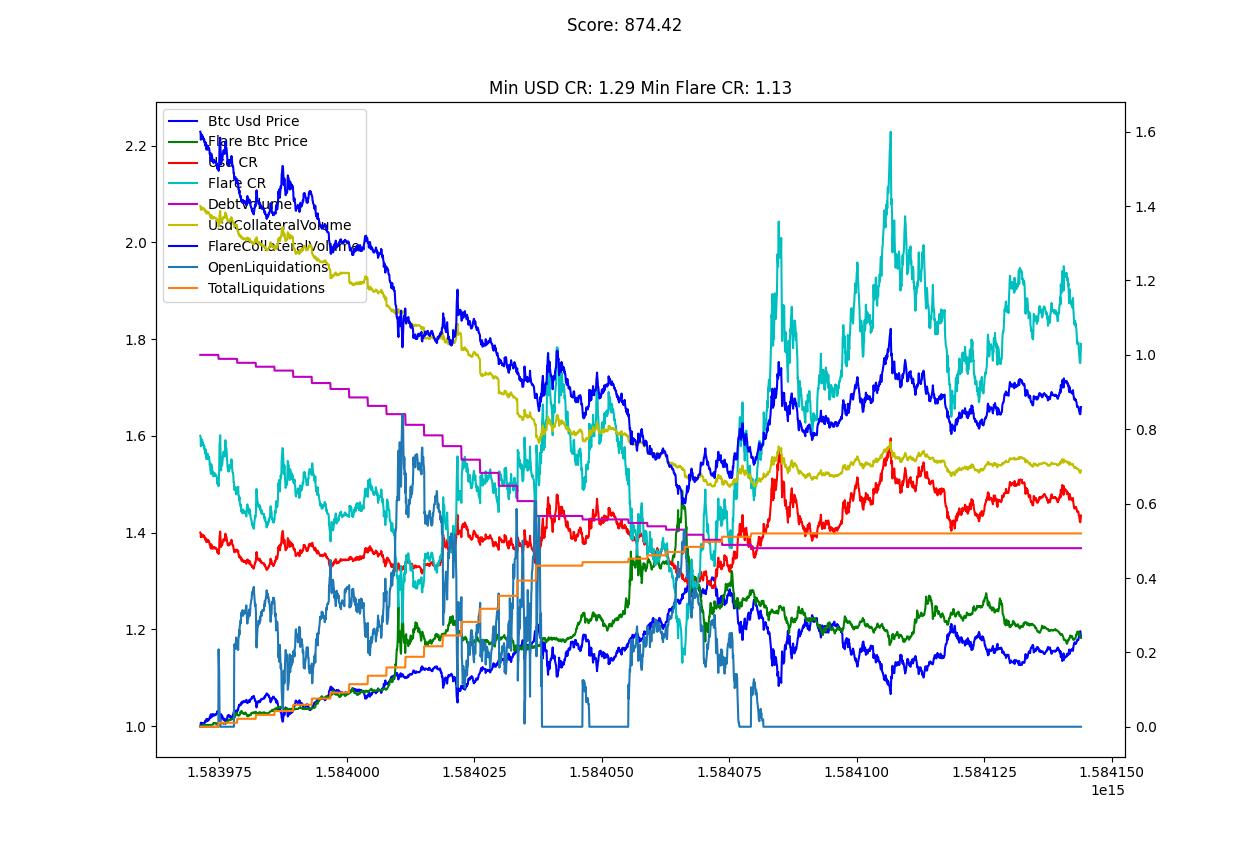 Score: 874.42
Min USD CR: 1.29 Min Flare CR: 1.13
Btc Usd Price
Flare Btc Price
Usd CR
Flare CR
DebtVolume
UsdCollateralVolume
FlareCollateralVolume
OpenLiquidations
TotalLiquidations
2.2
2.0
1.8
1.6
1.4
1.2
1.0
1.6
1.4
1.2
1.0
0.8
0.6
0.4
0.2
0.0
1.583975
1.584000
1.584025
1.584050
1.584075
1.584100
1.584125
1.584150
1e15